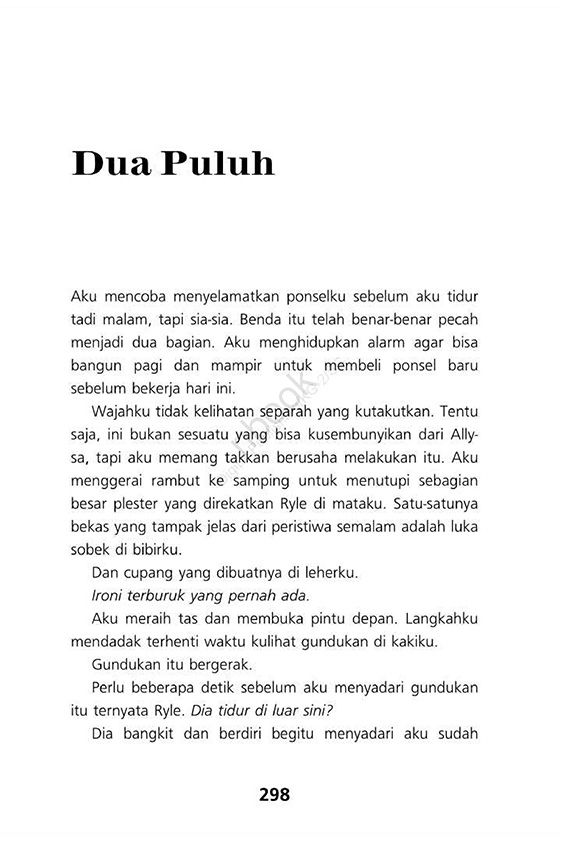 Dua Puluh
Aku mencoba menyelamatkan ponselku sebelum aku tidur
tadi malam, tapi sia-sia. Benda itu telah benar-benar pecah
menjadi dua bagian. Aku menghidupkan alarm agar bisa
bangun pagi dan mampir untuk membeli ponsel baru
sebelum bekerja hari ini.
Wajahku tidak kelihatan separah yang kutakutkan. Tentu
saja, ini bukan sesuatu yang bisa kusembunyikan dari Ally-
sa, tapi aku memang takkan berusaha melakukan itu. Aku
menggerai rambut ke samping untuk menutupi sebagian
besar plester yang direkatkan Ryle di mataku. Satu-satunya
bekas yang tampak jelas dari peristiwa semalam adalah luka
sobek di bibirku.
Dan cupang yang dibuatnya di leherku.
Ironi terburuk yang pernah ada.
Aku meraih tas dan membuka pintu depan. Langkahku
mendadak terhenti waktu kulihat gundukan di kakiku.
Gundukan itu bergerak.
Perlu beberapa detik sebelum aku menyadari gundukan
itu ternyata Ryle. Dia tidur di luar sini?
Dia bangkit dan berdiri begitu menyadari aku sudah
298